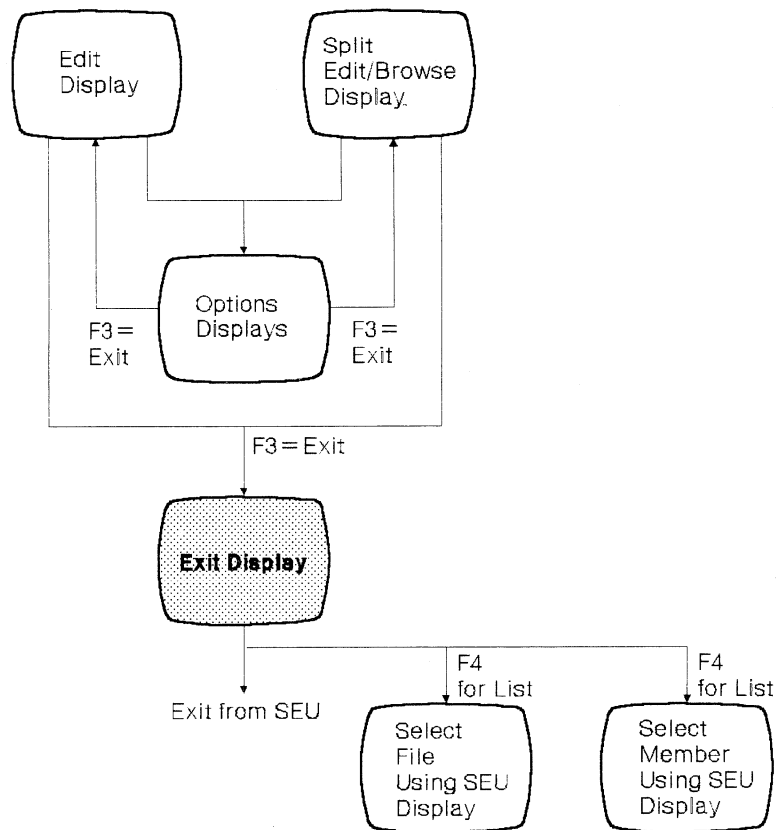 Edit
Display
Split
Edit/Browse
Display
Options
Displays
F3=
Exit
F3=
Exit
F3=Exit
Exit Display
Exit from SEU
F4
for List
F4
for List
Select
File
Using SEU
Display
Select
Member
Using SEU
Display